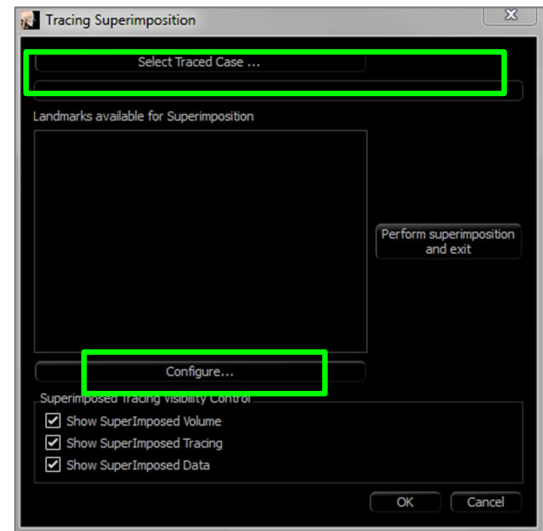 Tracing Superimposition
Select Traced Case ...
Landmarks available for Superimposition
Perform superimposition
and exit
Configure...
Superimposed Tracing Visibility Control
Show SuperImposed Volume
Show SuperImposed Tracing
Show SuperImposed Data
OK Cancel